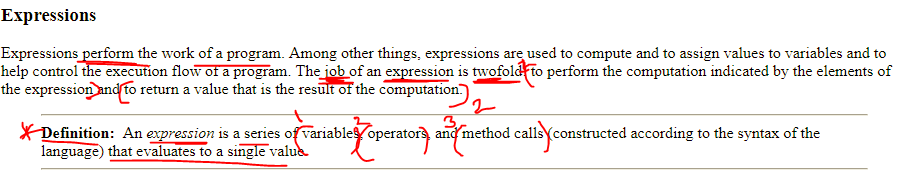 Expressions
Expressions perform the work of a program. Among other things, expressions are used to compute and to assign values to variables and to
help control the execution flow of a program. The job of an expression is twofold: to perform the computation indicated by the elements of
the expression and to return a value that is the result of the computation.
1 2 3 2
*Definition: An expression is a series of variables, operators, and method calls (constructed according to the syntax of the
language) that evaluates to a single value.